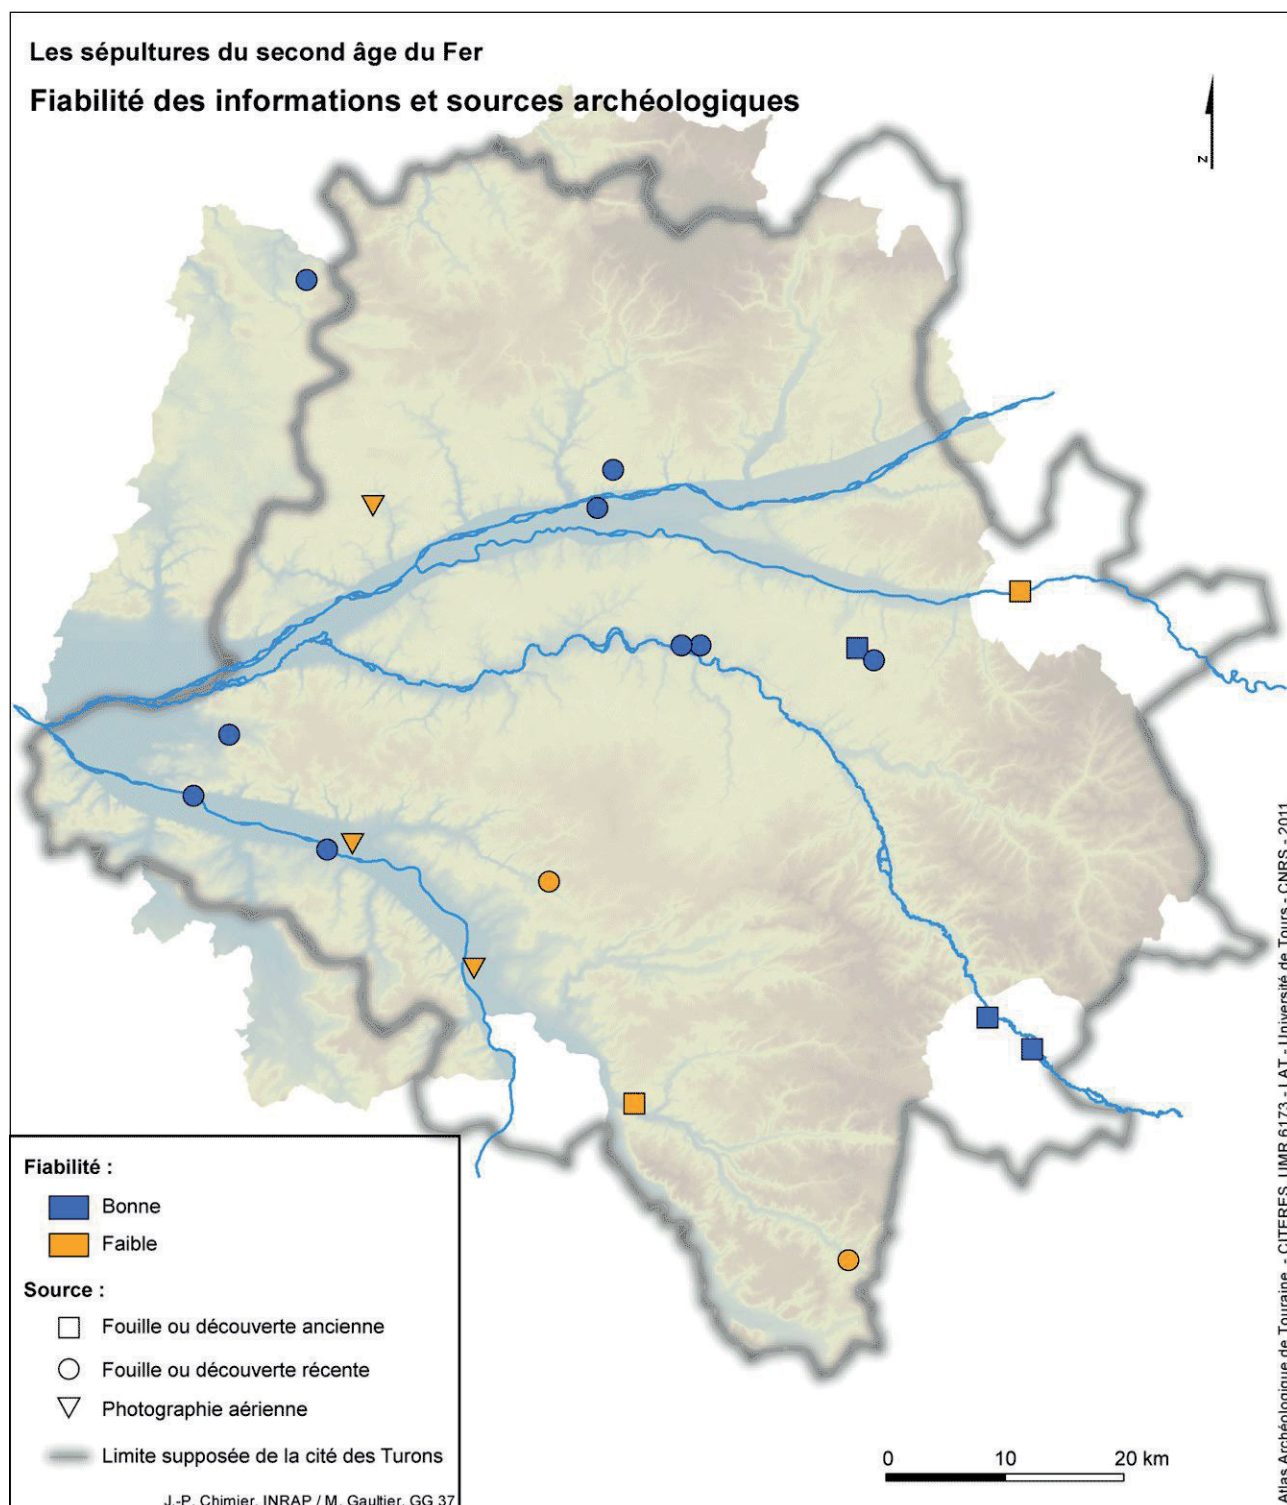 Les sépultures du second âge du Fer
Fiabilité des informations et sources archéologiques
N
Fiabilité :
Bonne
Faible
Source :
Fouille ou découverte ancienne
Fouille ou découverte récente
Photographie aérienne
Limite supposée de la cité des Turons
J.-P. Chimier, INRAP / M. Gaultier, GG 37
0 10 20 km
Atlas Archéologique de Touraine - CITERES, UMR 6173 - LAT - Université de Tours - CNRS - 2011